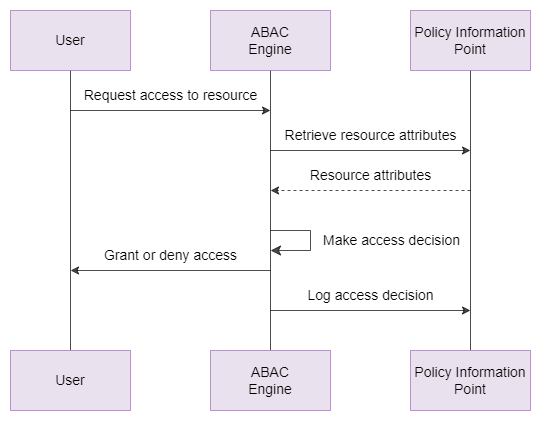 User
ABAC
Engine
Policy Information
Point
Request access to resource
Retrieve resource attributes
Resource attributes
Make access decision
Grant or deny access
Log access decision
User
ABAC
Engine
Policy Information
Point